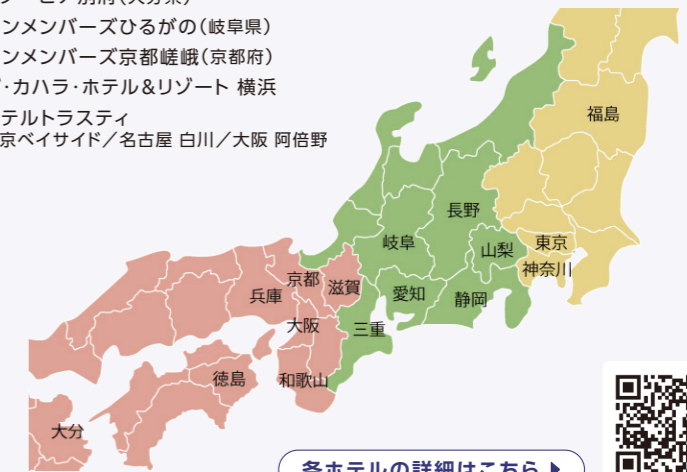 ンメンバーズひるがの（岐阜県）
ンメンバーズ京都嵯峨（京都府）
・カハラ・ホテル＆リゾート 横浜
テルトラスティ
京ベイサイド／名古屋 白川／大阪 阿倍野
福島
長野
岐阜
山梨
東京
神奈川
京都
滋賀
兵庫
愛知
静岡
大阪
三重
徳島
和歌山
大分
各ホテルの詳細はこちら ▶